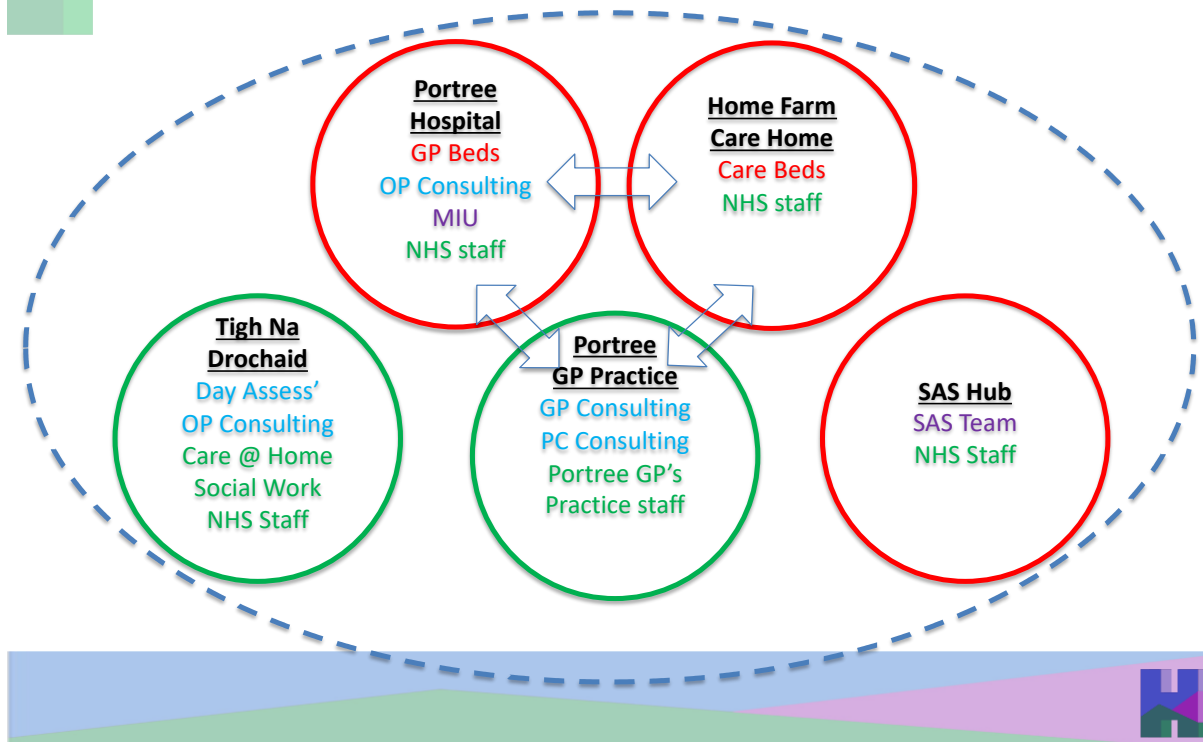 Portree
Hospital
GP Beds
OP Consulting
MIU
NHS staff
Home Farm
Care Home
Care Beds
NHS staff
Tigh Na
Drochaid
Day Assess’
OP Consulting
Care @ Home
Social Work
NHS Staff
Portree
GP Practice
GP Consulting
PC Consulting
Portree GP’s
Practice staff
SAS Hub
SAS Team
NHS Staff